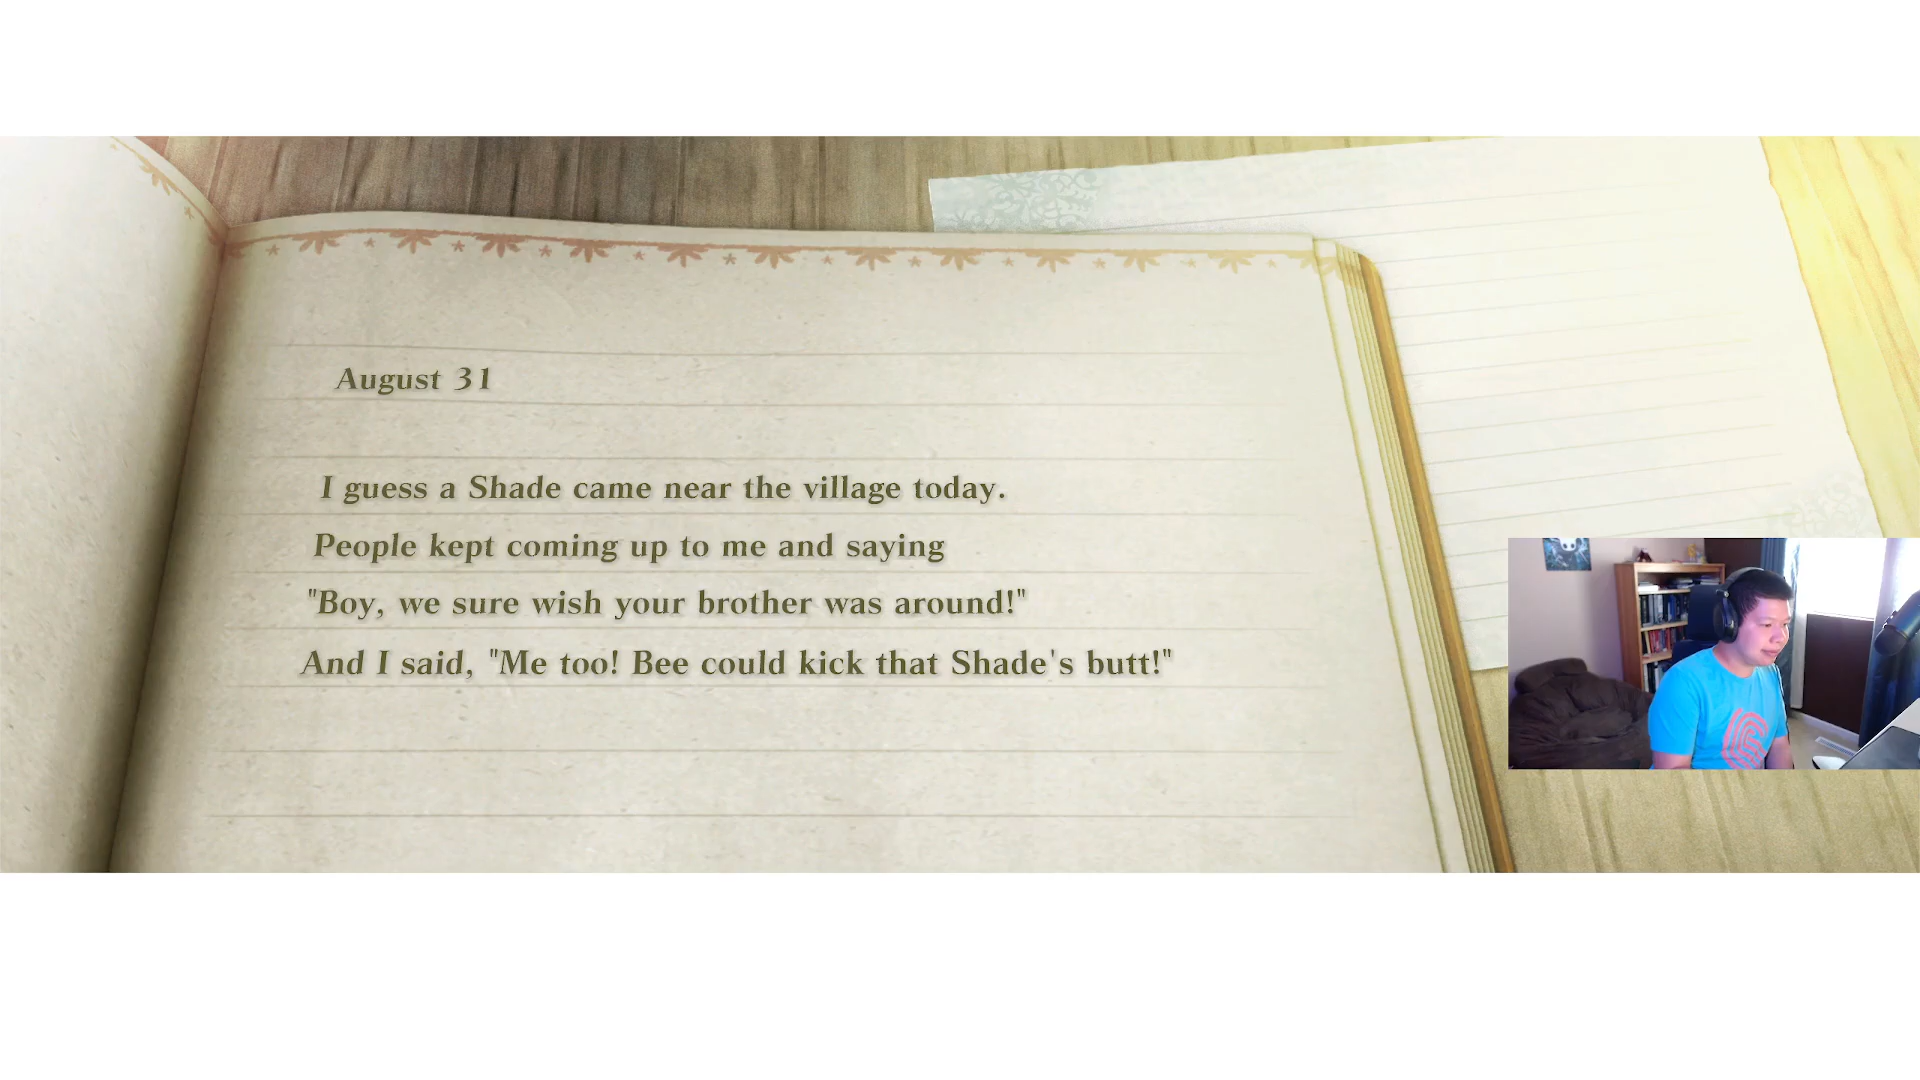 August 31
I guess a Shade came near the village today.
People kept coming up to me and saying
"Boy, we sure wish your brother was around!"
And I said, "Me too! Bee could kick that Shade's butt!"